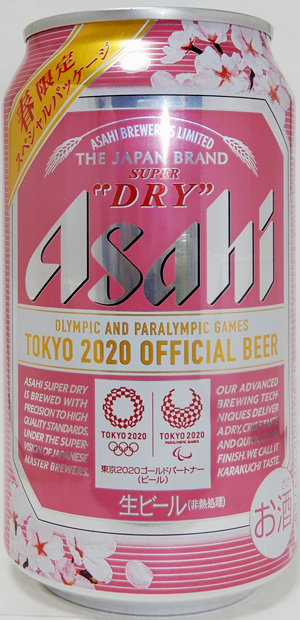 春限定
スペシャルパッケージ
ASAHI BREWERIES LIMITED
THE JAPAN BRAND
SUPER
"DRY"
Asahi
OLYMPIC AND PARALYMPIC GAMES
TOKYO 2020 OFFICIAL BEER
ASAHI SUPER DRY
IS BREWED WITH
PRECISION TO HIGH
QUALITY STANDARDS,
UNDER THE SUPER-
VISION OF JAPANESE
MASTER BREWERS.
TOKYO 2020
TOKYO 2020
PARALYMPIC GAMES
東京2020ゴールドパートナー
(ビール)
OUR ADVANCED
BREWING TECH-
NIQUES DELIVER
A DRY, CRISP TASTE
AND QUICK, CLEAN
FINISH. WE CALL IT
KARAKUCHI TASTE.
生ビール(非熱処理)
お酒